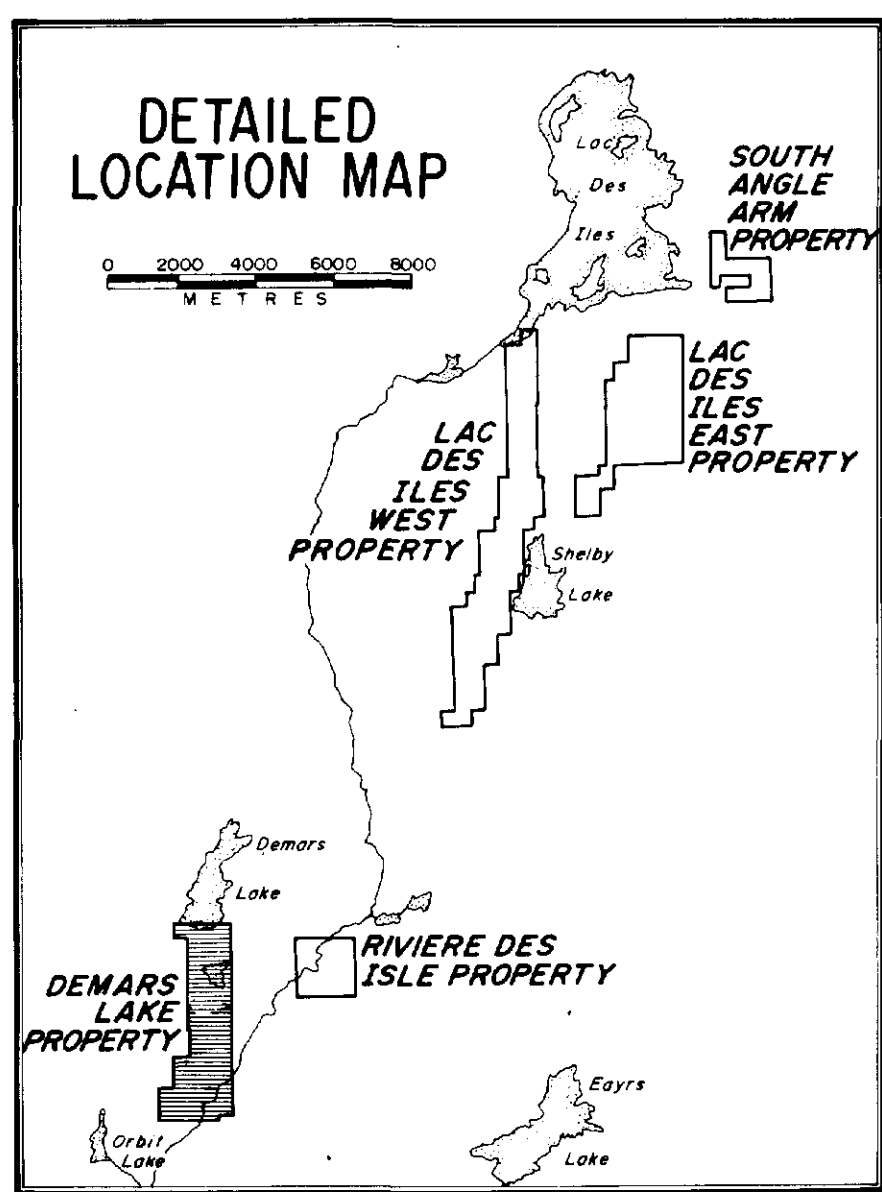 DETAILED
LOCATION MAP
0 2000 4000 6000 8000
METRES
Lac
Des
Iles
SOUTH
ANGLE
ARM
PROPERTY
LAC
DES
ILES
EAST
PROPERTY
LAC
DES
ILES
WEST
PROPERTY
Shelby
Lake
Demars
Lake
RIVIERE DES
ISLE PROPERTY
DEMARS
LAKE
PROPERTY
Eayrs
Lake
Orbit
Lake